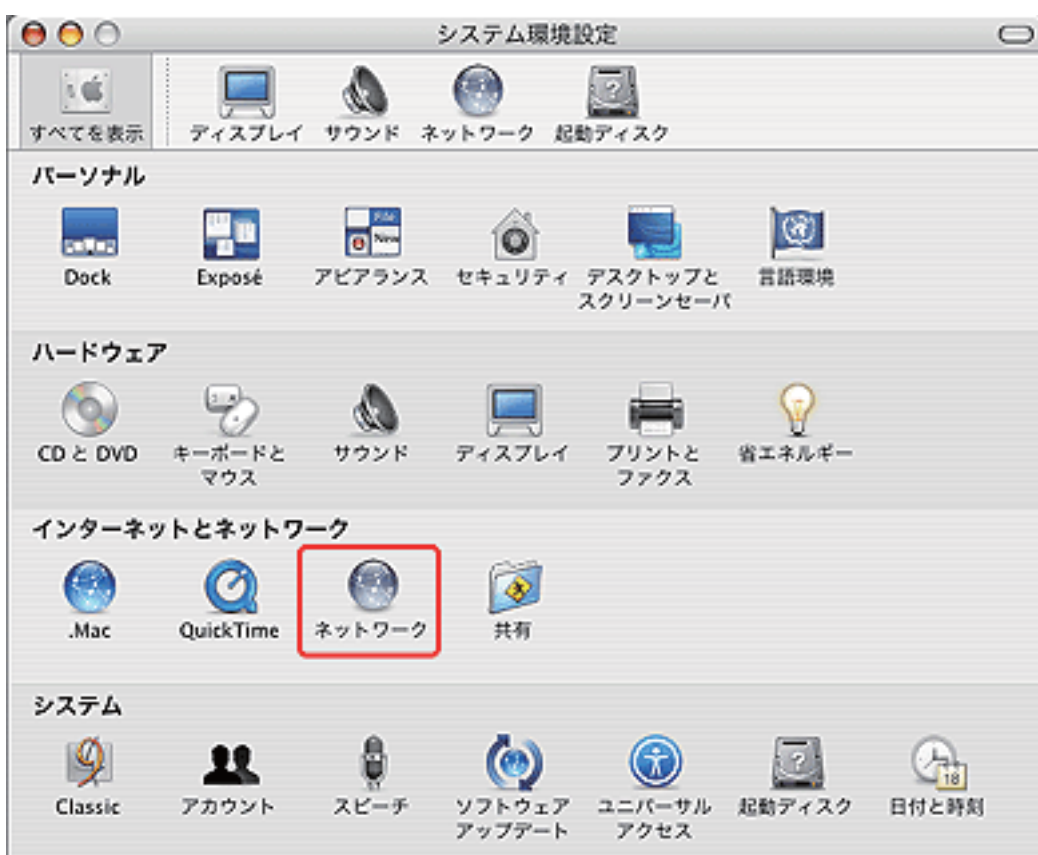 システム環境設定
すべてを表示 ディスプレイ サウンド ネットワーク 起動ディスク
パーソナル
Dock Exposé アピアランス セキュリティ デスクトップと 言語環境
スクリーンセーバ
ハードウェア
CD と DVD キーボードと サウンド ディスプレイ プリントと 省エネルギー
マウス ファクス
インターネットとネットワーク
.Mac QuickTime ネットワーク 共有
システム
Classic アカウント スピーチ ソフトウェア ユニバーサル 起動ディスク 日付と時刻
アップデート アクセス
File
New
18